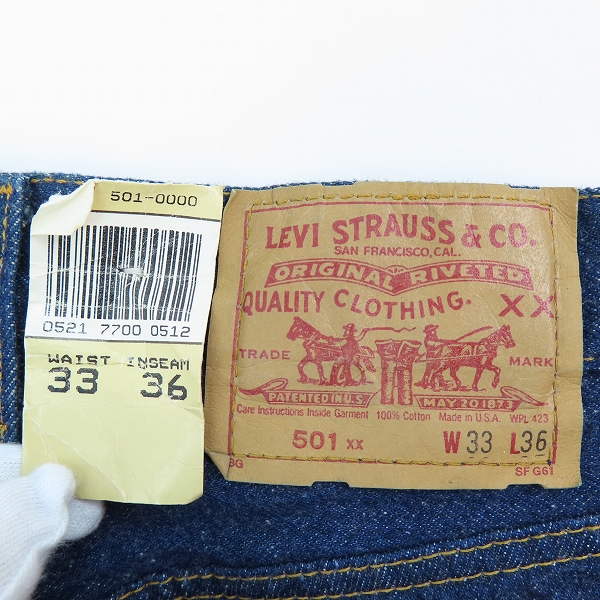 501-0000
0521 7700 0512
WAIST INSEAM
33 36
LEVI STRAUSS & CO.
SAN FRANCISCO, CAL.
ORIGINAL RIVETED
QUALITY CLOTHING. XX
TRADE MARK
PATENTED IN U.S. MAY 20 1873
Care Instructions Inside Garment 100% Cotton Made in U.S.A. WPL 423
501 XX W 33 L 36
SF G61